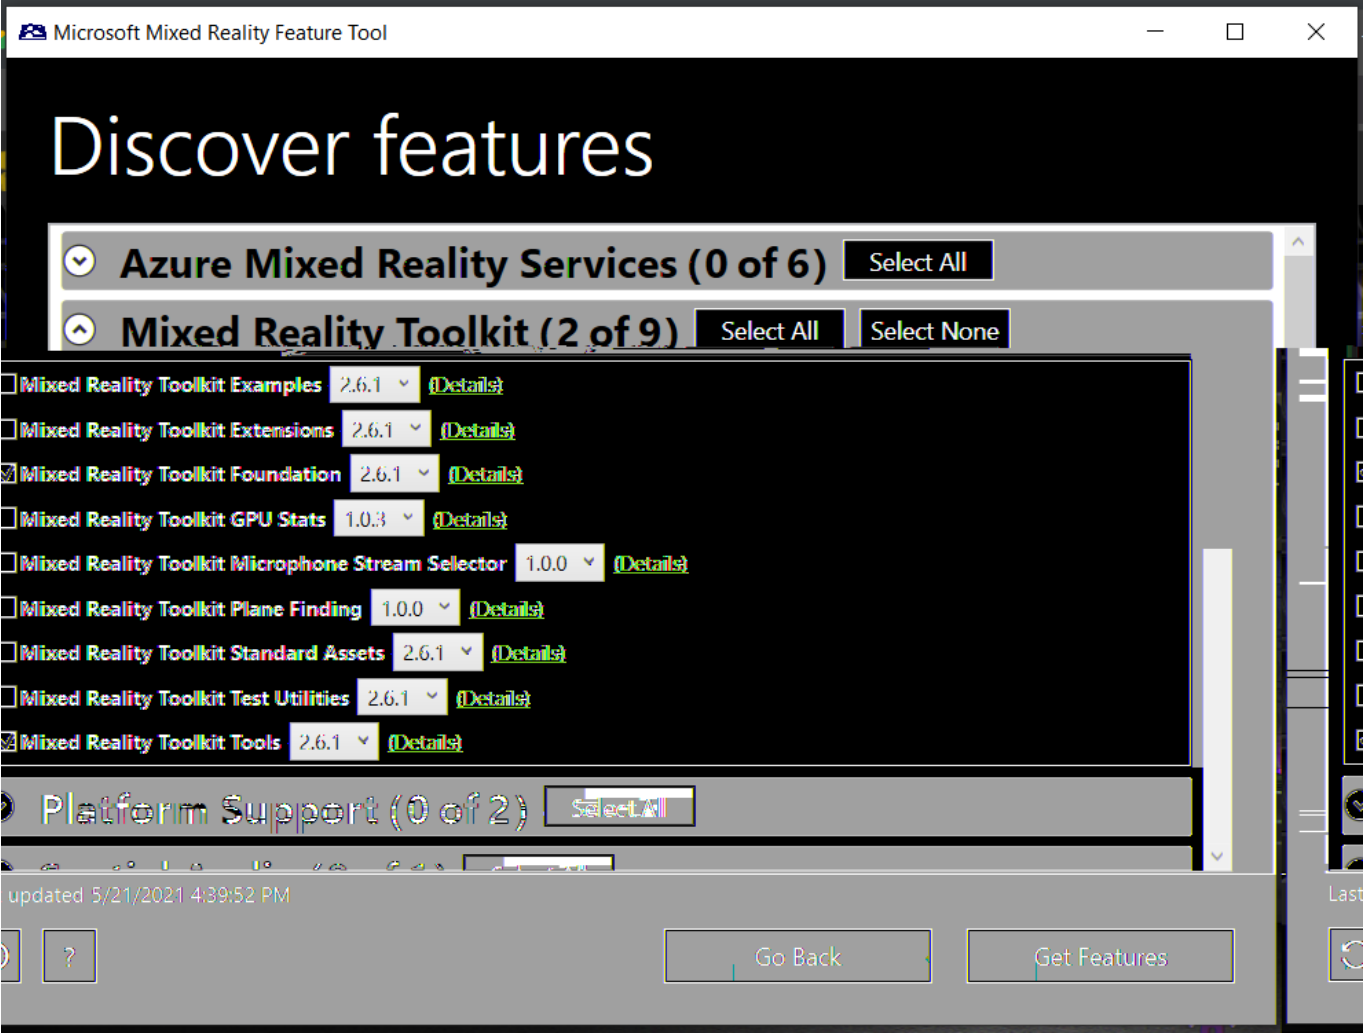 Microsoft Mixed Reality Feature Tool
Discover features
Azure Mixed Reality Services (0 of 6) Select All
Mixed Reality Toolkit (2 of 9) Select All Select None
Mixed Reality Toolkit Examples 2.6.1 (Details)
Mixed Reality Toolkit Extensions 2.6.1 (Details)
Mixed Reality Toolkit Foundation 2.6.1 (Details)
Mixed Reality Toolkit GPU Stats 1.0.3 (Details)
Mixed Reality Toolkit Microphone Stream Selector 1.0.0 (Details)
Mixed Reality Toolkit Plane Finding 1.0.0 (Details)
Mixed Reality Toolkit Standard Assets 2.6.1 (Details)
Mixed Reality Toolkit Test Utilities 2.6.1 (Details)
Mixed Reality Toolkit Tools 2.6.1 (Details)
Platform Support (0 of 2) Select All
updated 5/21/2021 4:39:52 PM Last
? Go Back Get Features